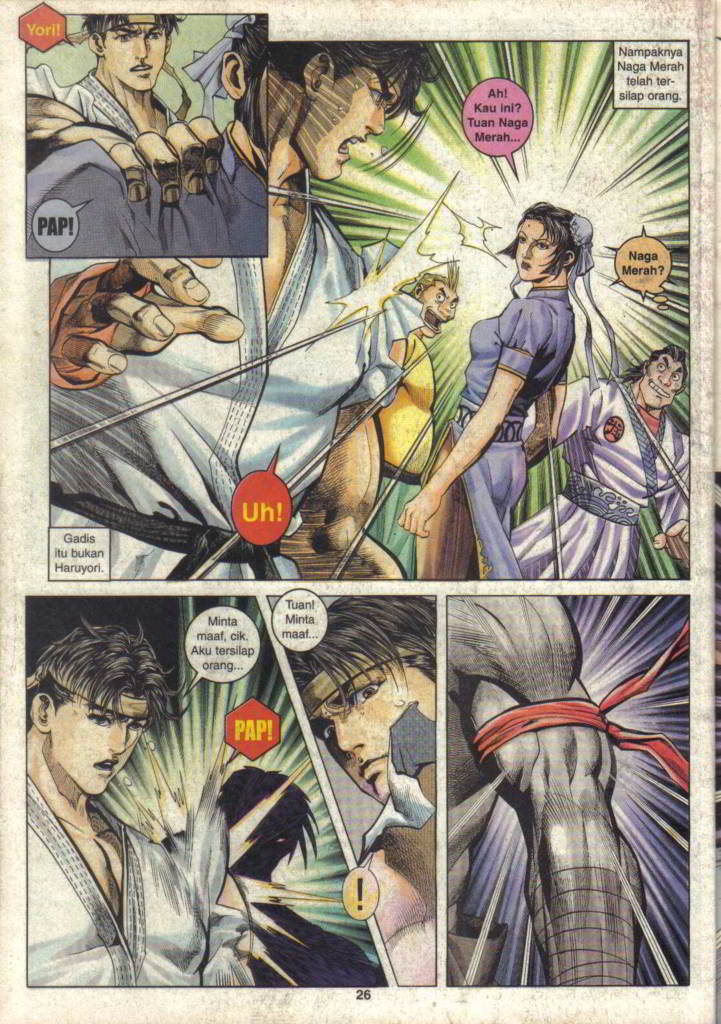 Yori!
PAP!
Nampaknya
Naga Merah
telah ter-
silap orang.
Ah!
Kau ini?
Tuan Naga
Merah...
Naga
Merah?
Uh!
Gadis
itu bukan
Haruyori.
Minta
maaf, cik.
Aku tersilap
orang...
PAP!
Tuan!
Minta
maaf...
!
26